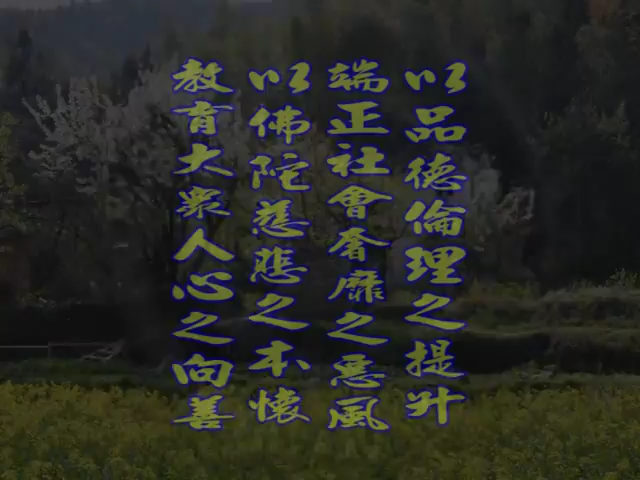 以品德倫理之提升
端正社會奢靡之惡風
以佛陀慈悲之本懷
教育大眾人心之向善